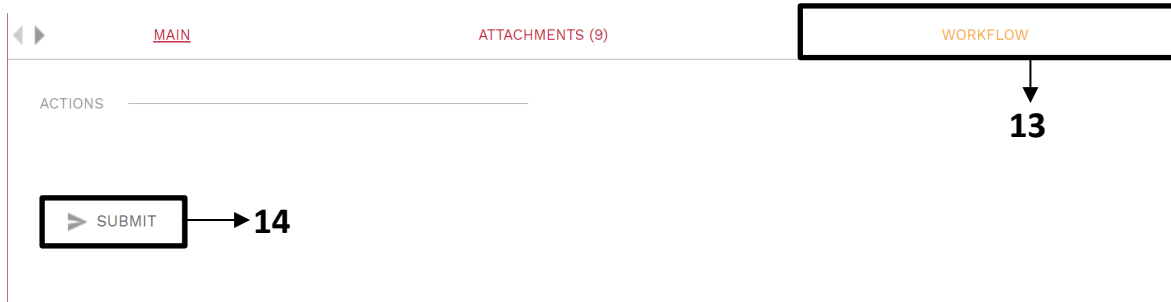 MAIN ATTACHMENTS (9) WORKFLOW
ACTIONS
13
SUBMIT 14